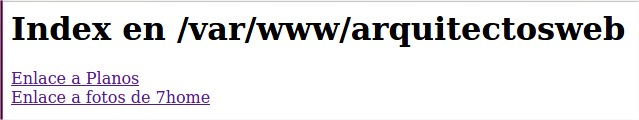 Index en /var/www/arquitectosweb
Enlace a Planos
Enlace a fotos de 7home